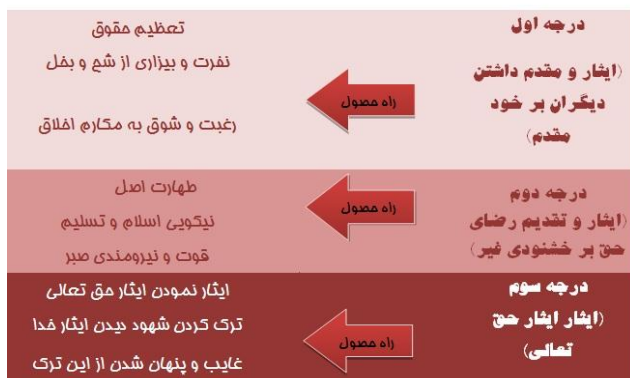 درجه اول
(ایثار و مقدم داشتن
دیگران بر خود
مقدم)
راه حصول
تعظیم حقوق
نفرت و بیزاری از شح و بخل
رغبت و شوق به مکارم اخلاق
درجه دوم
(ایثار و تقدیم رضای
حق بر خشنودی غیر)
راه حصول
طهارت اصل
نیکویی اسلام و تسلیم
قوت و نیرومندی صبر
درجه سوم
(ایثار ایثار حق
تعالی)
راه حصول
ایثار نمودن ایثار حق تعالی
ترک کردن شهود دیدن ایثار خدا
غایب و پنهان شدن از این ترک